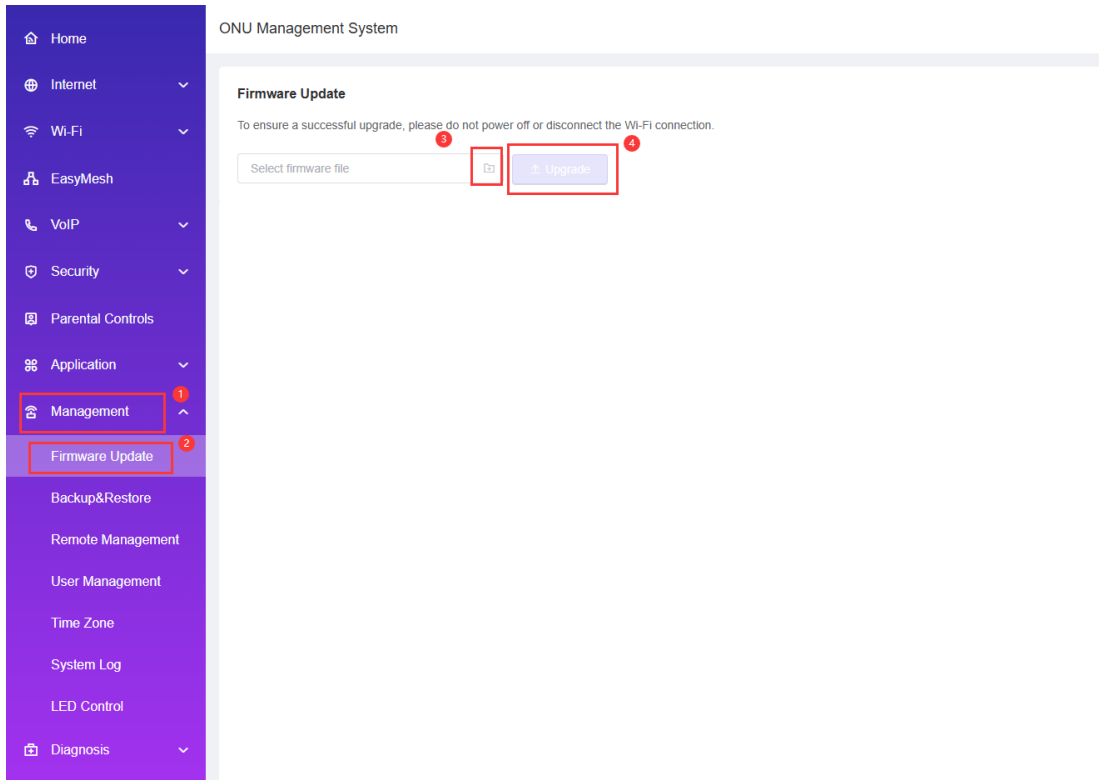 ONU Management System
Home
Internet
Wi-Fi
EasyMesh
VoIP
Security
Parental Controls
Application
1
Management
2
Firmware Update
Backup&Restore
Remote Management
User Management
Time Zone
System Log
LED Control
Diagnosis
Firmware Update
To ensure a successful upgrade, please do not power off or disconnect the Wi-Fi connection.
3
4
Select firmware file
Upgrade